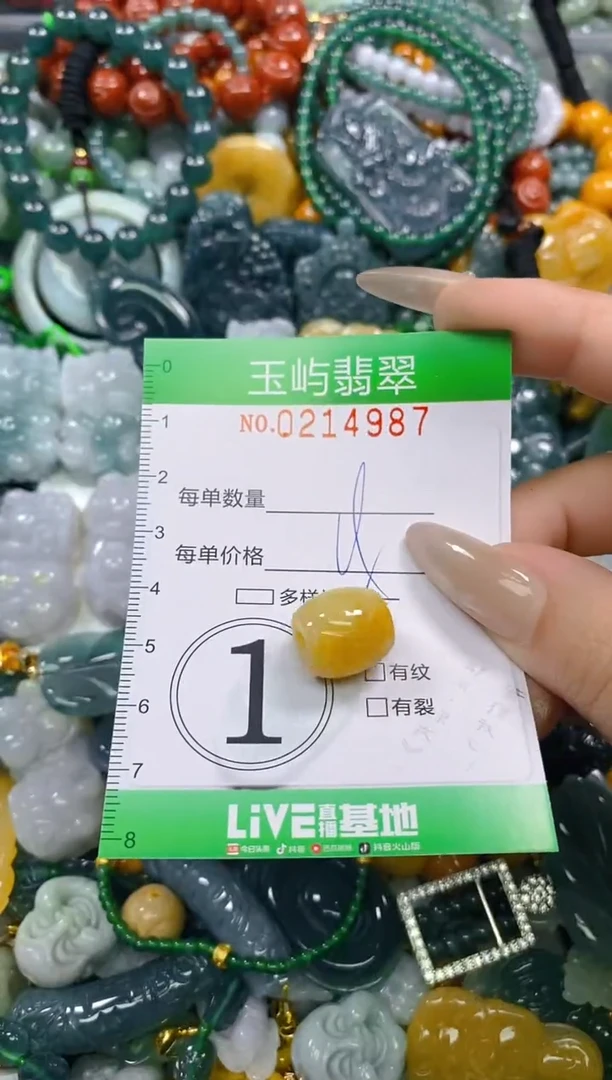 0
玉屿翡翠
1
NO.0214987
2
每单数量
3
每单价格
4
多样
5
1
有纹
6
有裂
7
LiVE直播基地
8
今日头条 抖音 西瓜视频 抖音火山版